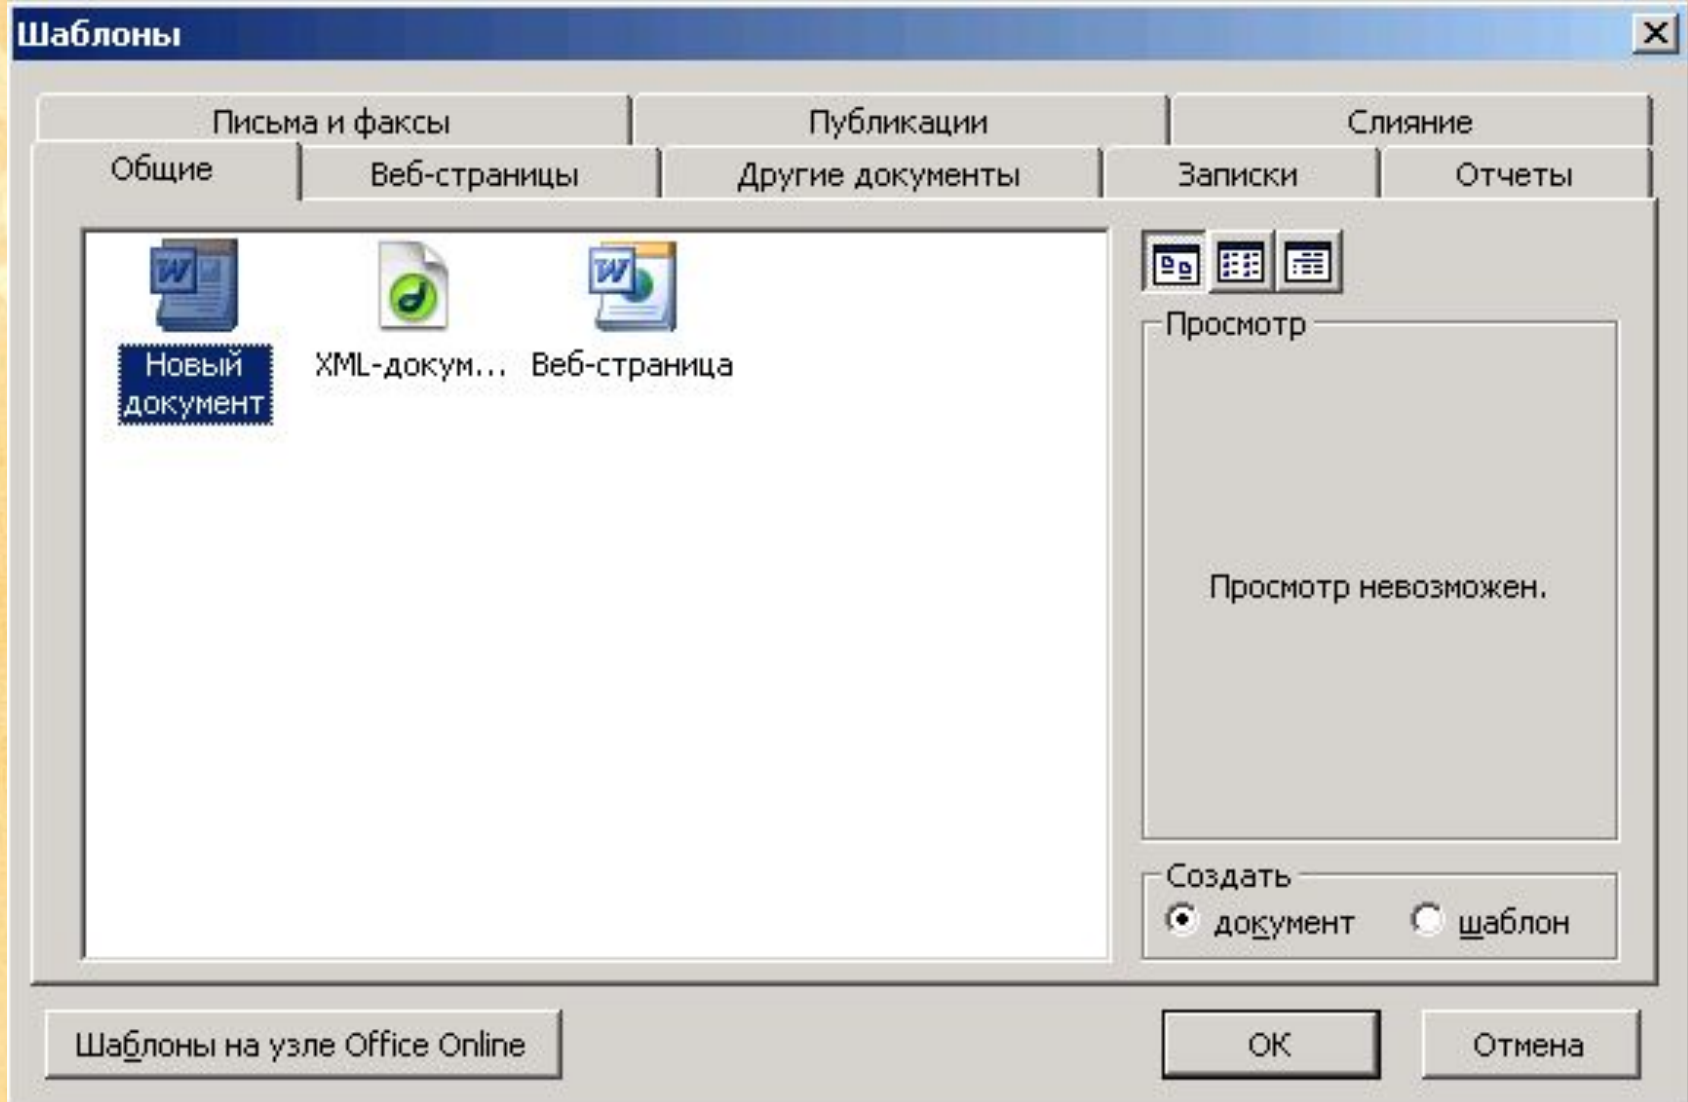 Шаблоны
Письма и факсы Публикации Слияние
Общие Веб-страницы Другие документы Записки Отчеты
Новый документ
XML-докум...
Веб-страница
Просмотр
Просмотр невозможен.
Создать
документ шаблон
Шаблоны на узле Office Online
ОК Отмена